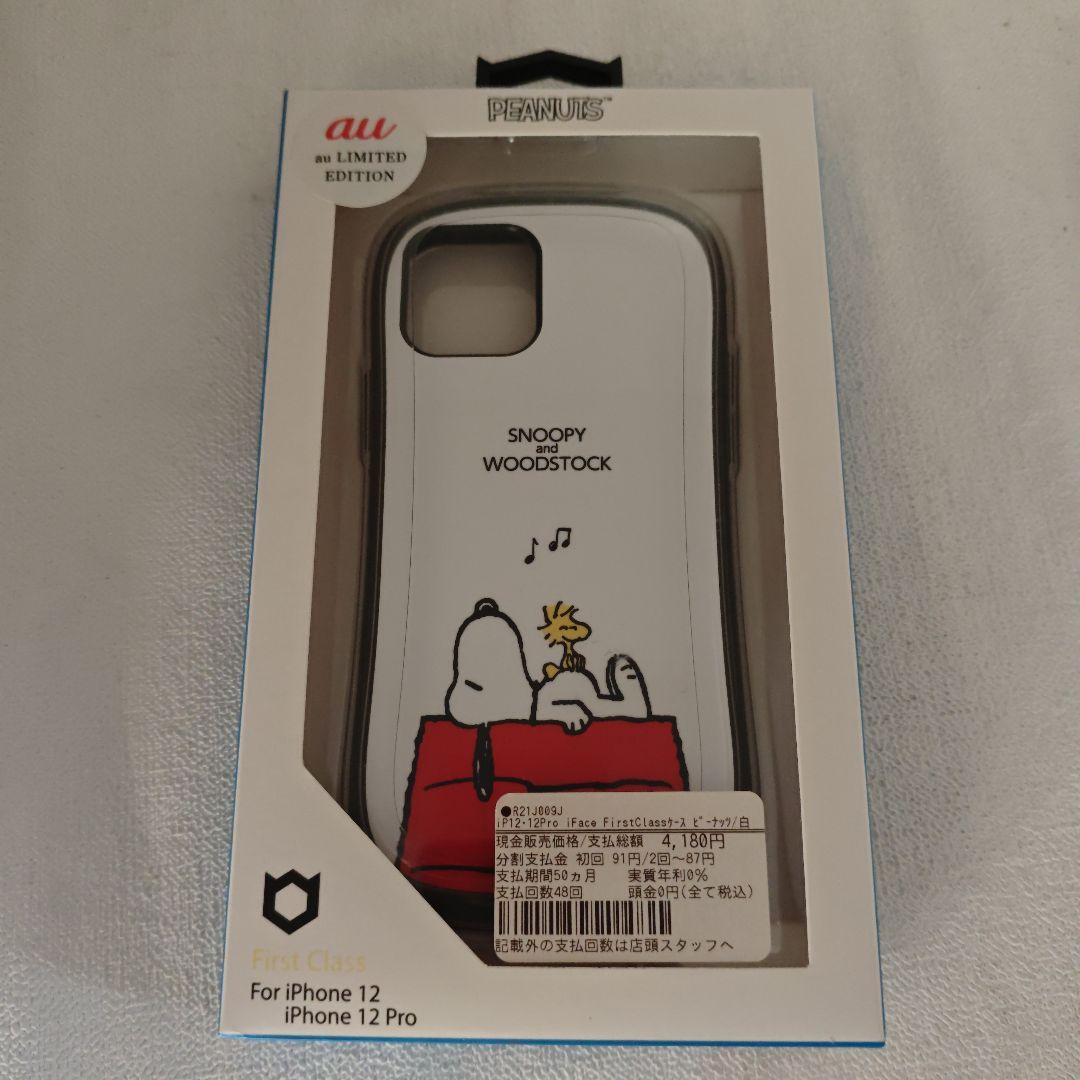 PEANUTS™
au
au LIMITED
EDITION
SNOOPY
and
WOODSTOCK
●R21J009J
iP12・12Pro iFace FirstClassケース ピーナッツ/白
現金販売価格/支払総額 4,180円
分割支払金 初回 91円/2回～87円
支払期間50ヵ月 実質年利0％
支払回数48回 頭金0円(全て税込)
記載外の支払回数は店頭スタッフへ
First Class
For iPhone 12
iPhone 12 Pro